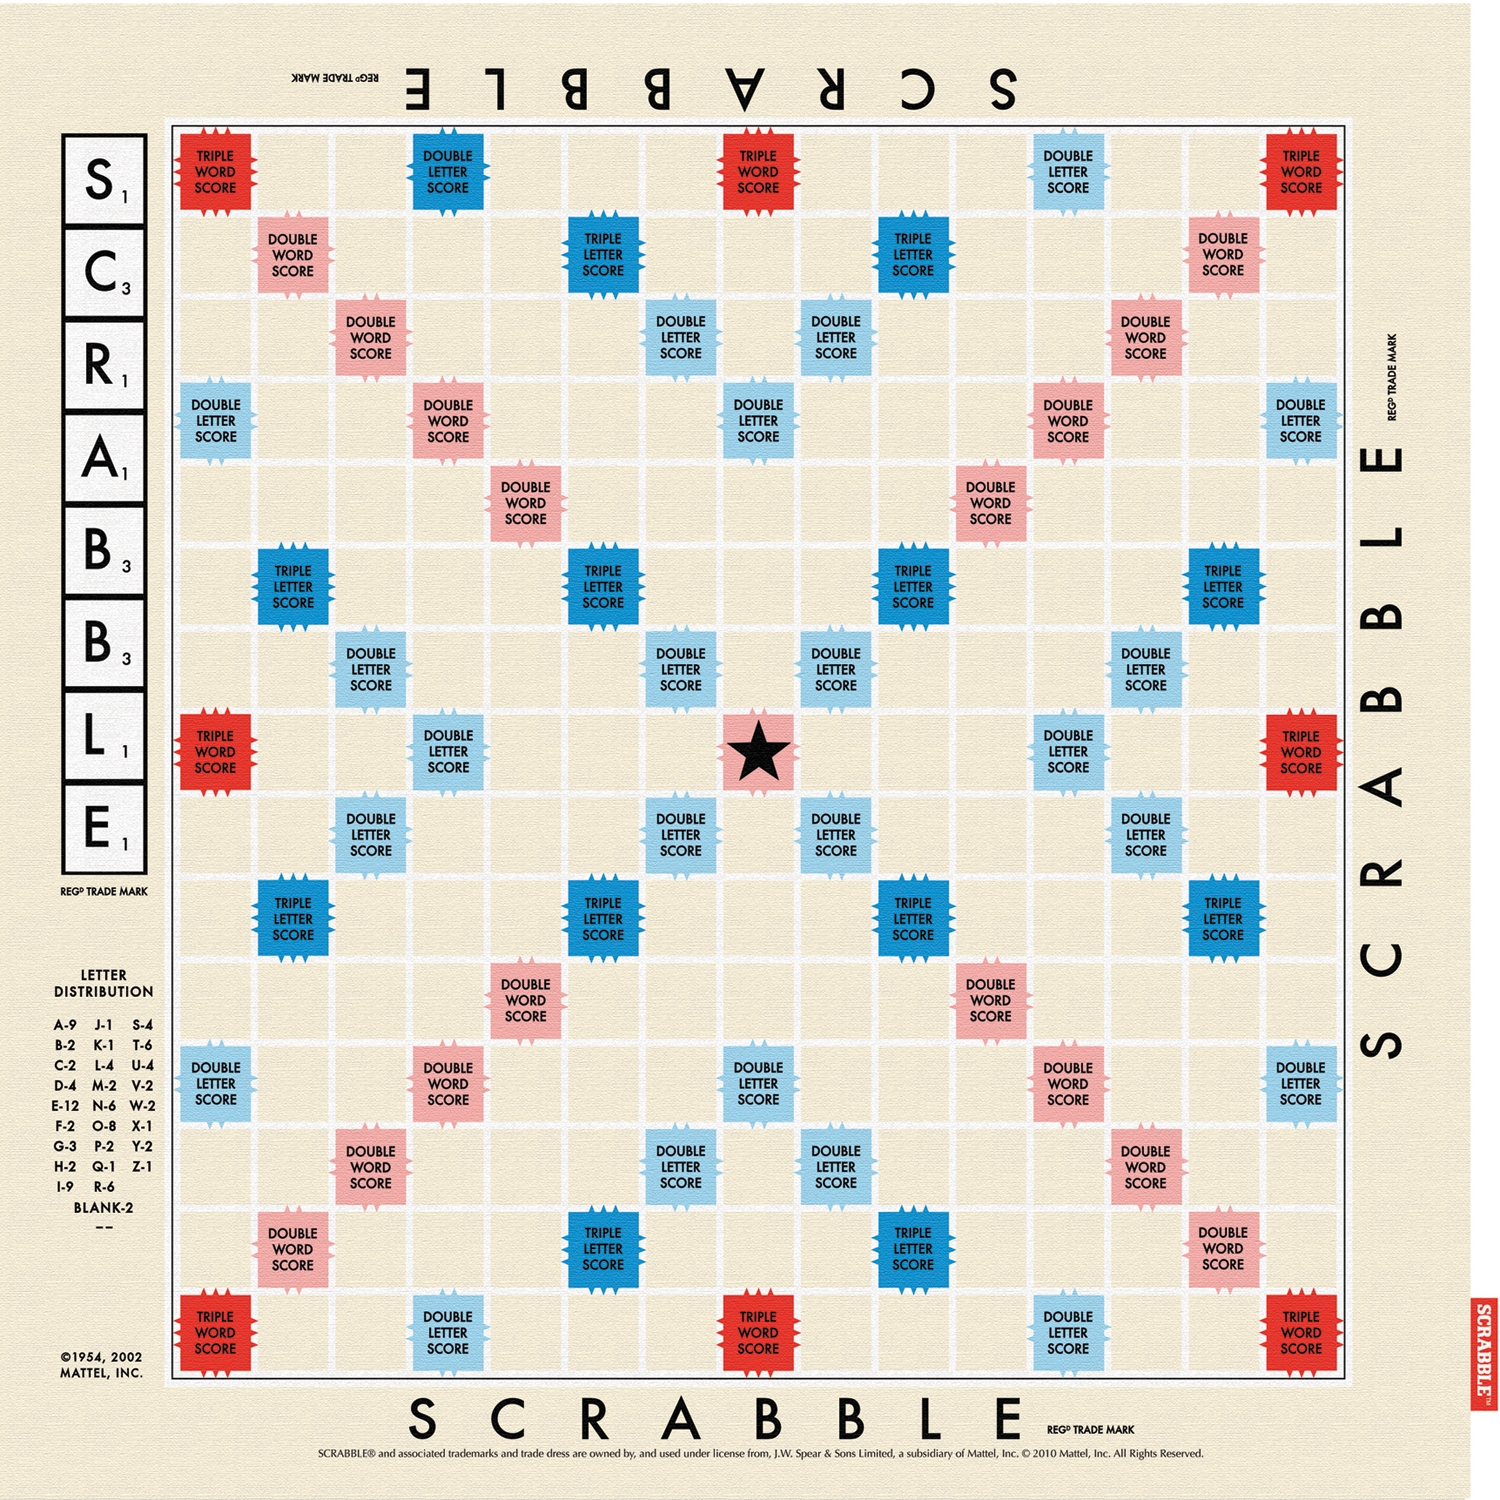 SCRABBLE REGD TRADE MARK
S1
C3
R1
A1
B3
B3
L1
E1
REGD TRADE MARK
LETTER
DISTRIBUTION
A-9 J-1 S-4
B-2 K-1 T-6
C-2 L-4 U-4
D-4 M-2 V-2
E-12 N-6 W-2
F-2 O-8 X-1
G-3 P-2 Y-2
H-2 Q-1 Z-1
I-9 R-6
BLANK-2
––
©1954, 2002
MATTEL, INC.
TRIPLE WORD SCORE DOUBLE LETTER SCORE TRIPLE WORD SCORE DOUBLE LETTER SCORE TRIPLE WORD SCORE
DOUBLE WORD SCORE TRIPLE LETTER SCORE TRIPLE LETTER SCORE DOUBLE WORD SCORE
DOUBLE WORD SCORE DOUBLE LETTER SCORE DOUBLE LETTER SCORE DOUBLE WORD SCORE
DOUBLE LETTER SCORE DOUBLE WORD SCORE DOUBLE LETTER SCORE DOUBLE WORD SCORE DOUBLE LETTER SCORE
DOUBLE WORD SCORE DOUBLE WORD SCORE
TRIPLE LETTER SCORE TRIPLE LETTER SCORE TRIPLE LETTER SCORE TRIPLE LETTER SCORE
DOUBLE LETTER SCORE DOUBLE LETTER SCORE DOUBLE LETTER SCORE DOUBLE LETTER SCORE
TRIPLE WORD SCORE DOUBLE LETTER SCORE DOUBLE LETTER SCORE TRIPLE WORD SCORE
DOUBLE LETTER SCORE DOUBLE LETTER SCORE DOUBLE LETTER SCORE DOUBLE LETTER SCORE
TRIPLE LETTER SCORE TRIPLE LETTER SCORE TRIPLE LETTER SCORE TRIPLE LETTER SCORE
DOUBLE WORD SCORE DOUBLE WORD SCORE
DOUBLE LETTER SCORE DOUBLE WORD SCORE DOUBLE LETTER SCORE DOUBLE WORD SCORE DOUBLE LETTER SCORE
DOUBLE WORD SCORE DOUBLE LETTER SCORE DOUBLE LETTER SCORE DOUBLE WORD SCORE
DOUBLE WORD SCORE TRIPLE LETTER SCORE TRIPLE LETTER SCORE DOUBLE WORD SCORE
TRIPLE WORD SCORE DOUBLE LETTER SCORE TRIPLE WORD SCORE DOUBLE LETTER SCORE TRIPLE WORD SCORE
SCRABBLE REGD TRADE MARK
SCRABBLE™
SCRABBLE REGD TRADE MARK
SCRABBLE® and associated trademarks and trade dress are owned by, and used under license from, J.W. Spear & Sons Limited, a subsidiary of Mattel, Inc. © 2010 Mattel, Inc. All Rights Reserved.